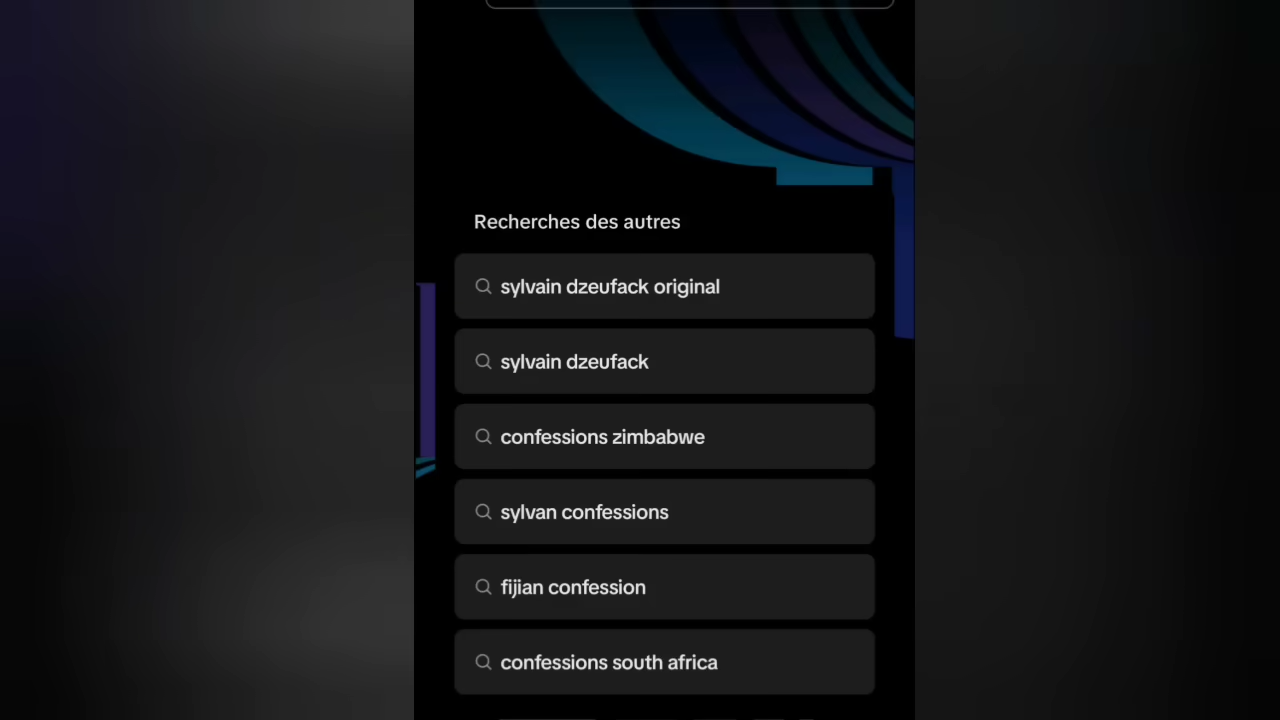 Recherches des autres
sylvain dzeufack original
sylvain dzeufack
confessions zimbabwe
sylvan confessions
fijian confession
confessions south africa